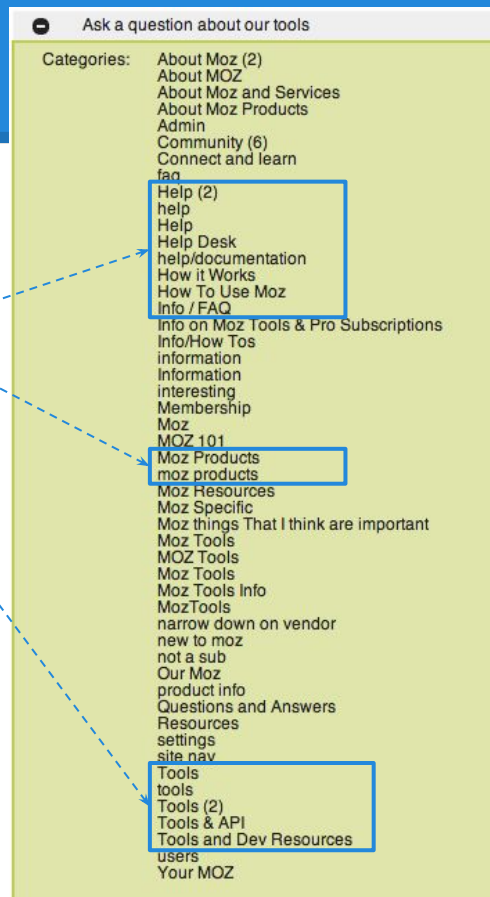 Ask a question about our tools
Categories: About Moz (2)
About MOZ
About Moz and Services
About Moz Products
Admin
Community (6)
Connect and learn
faq
Help (2)
help
Help
Help Desk
help/documentation
How it Works
How To Use Moz
Info / FAQ
Info on Moz Tools & Pro Subscriptions
Info/How Tos
information
Information
interesting
Membership
Moz
MOZ 101
Moz Products
moz products
Moz Resources
Moz Specific
Moz things That I think are important
Moz Tools
MOZ Tools
Moz Tools
Moz Tools Info
MozTools
narrow down on vendor
new to moz
not a sub
Our Moz
product info
Questions and Answers
Resources
settings
site nav
Tools
tools
Tools (2)
Tools & API
Tools and Dev Resources
users
Your MOZ